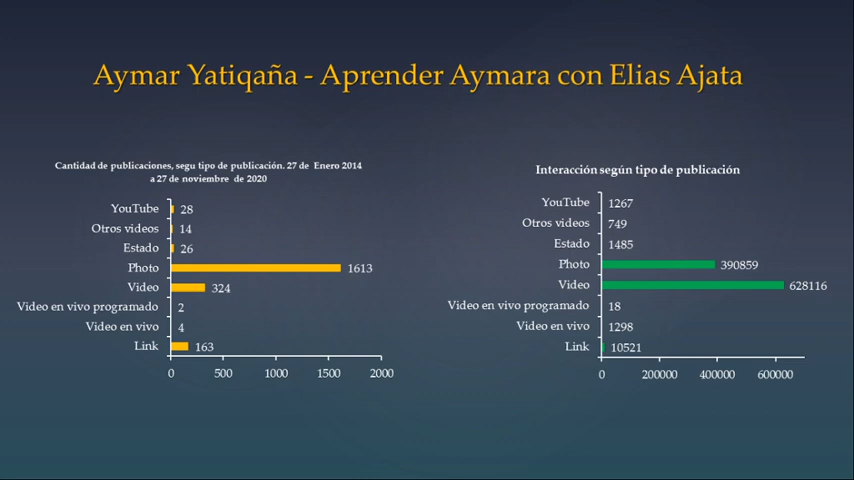 Aymar Yatiqaña - Aprender Aymara con Elias Ajata
Cantidad de publicaciones, segu tipo de publicación. 27 de Enero 2014
a 27 de noviembre de 2020
YouTube 28
Otros videos 14
Estado 26
Photo 1613
Video 324
Video en vivo programado 2
Video en vivo 4
Link 163
0 500 1000 1500 2000
Interacción según tipo de publicación
YouTube 1267
Otros videos 749
Estado 1485
Photo 390859
Video 628116
Video en vivo programado 18
Video en vivo 1298
Link 10521
0 200000 400000 600000